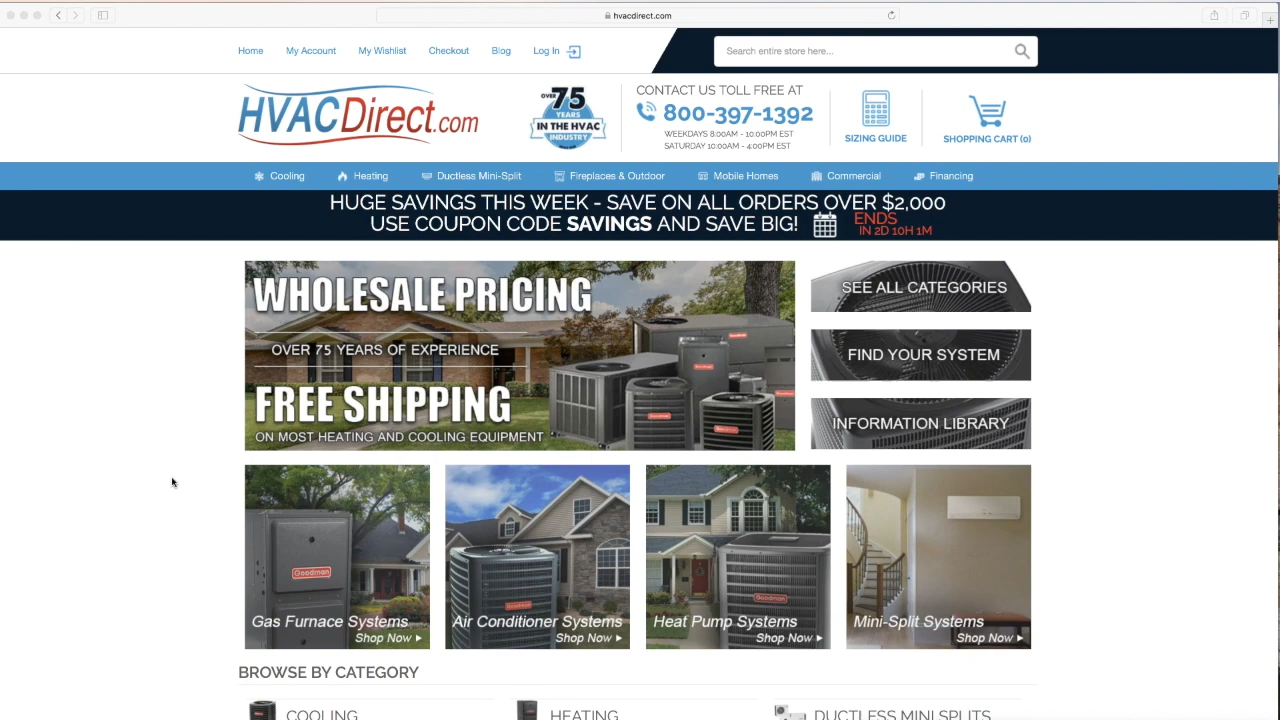 hvacdirect.com
Home My Account My Wishlist Checkout Blog Log In
Search entire store here...
HVACDirect.com
OVER 75
YEARS
IN THE HVAC
INDUSTRY
CONTACT US TOLL FREE AT
800-397-1392
WEEKDAYS 8:00AM - 10:00PM EST
SATURDAY 10:00AM - 4:00PM EST
SIZING GUIDE
SHOPPING CART (0)
Cooling Heating Ductless Mini-Split Fireplaces & Outdoor Mobile Homes Commercial Financing
HUGE SAVINGS THIS WEEK - SAVE ON ALL ORDERS OVER $2,000
USE COUPON CODE SAVINGS AND SAVE BIG!
ENDS
IN 2D 10H 1M
WHOLESALE PRICING
OVER 75 YEARS OF EXPERIENCE
FREE SHIPPING
ON MOST HEATING AND COOLING EQUIPMENT
SEE ALL CATEGORIES
FIND YOUR SYSTEM
INFORMATION LIBRARY
Goodman
Gas Furnace Systems
Shop Now
Goodman
Air Conditioner Systems
Shop Now
Goodman
Heat Pump Systems
Shop Now
Mini-Split Systems
Shop Now
BROWSE BY CATEGORY
COOLING
HEATING
DUCTLESS MINI SPLITS